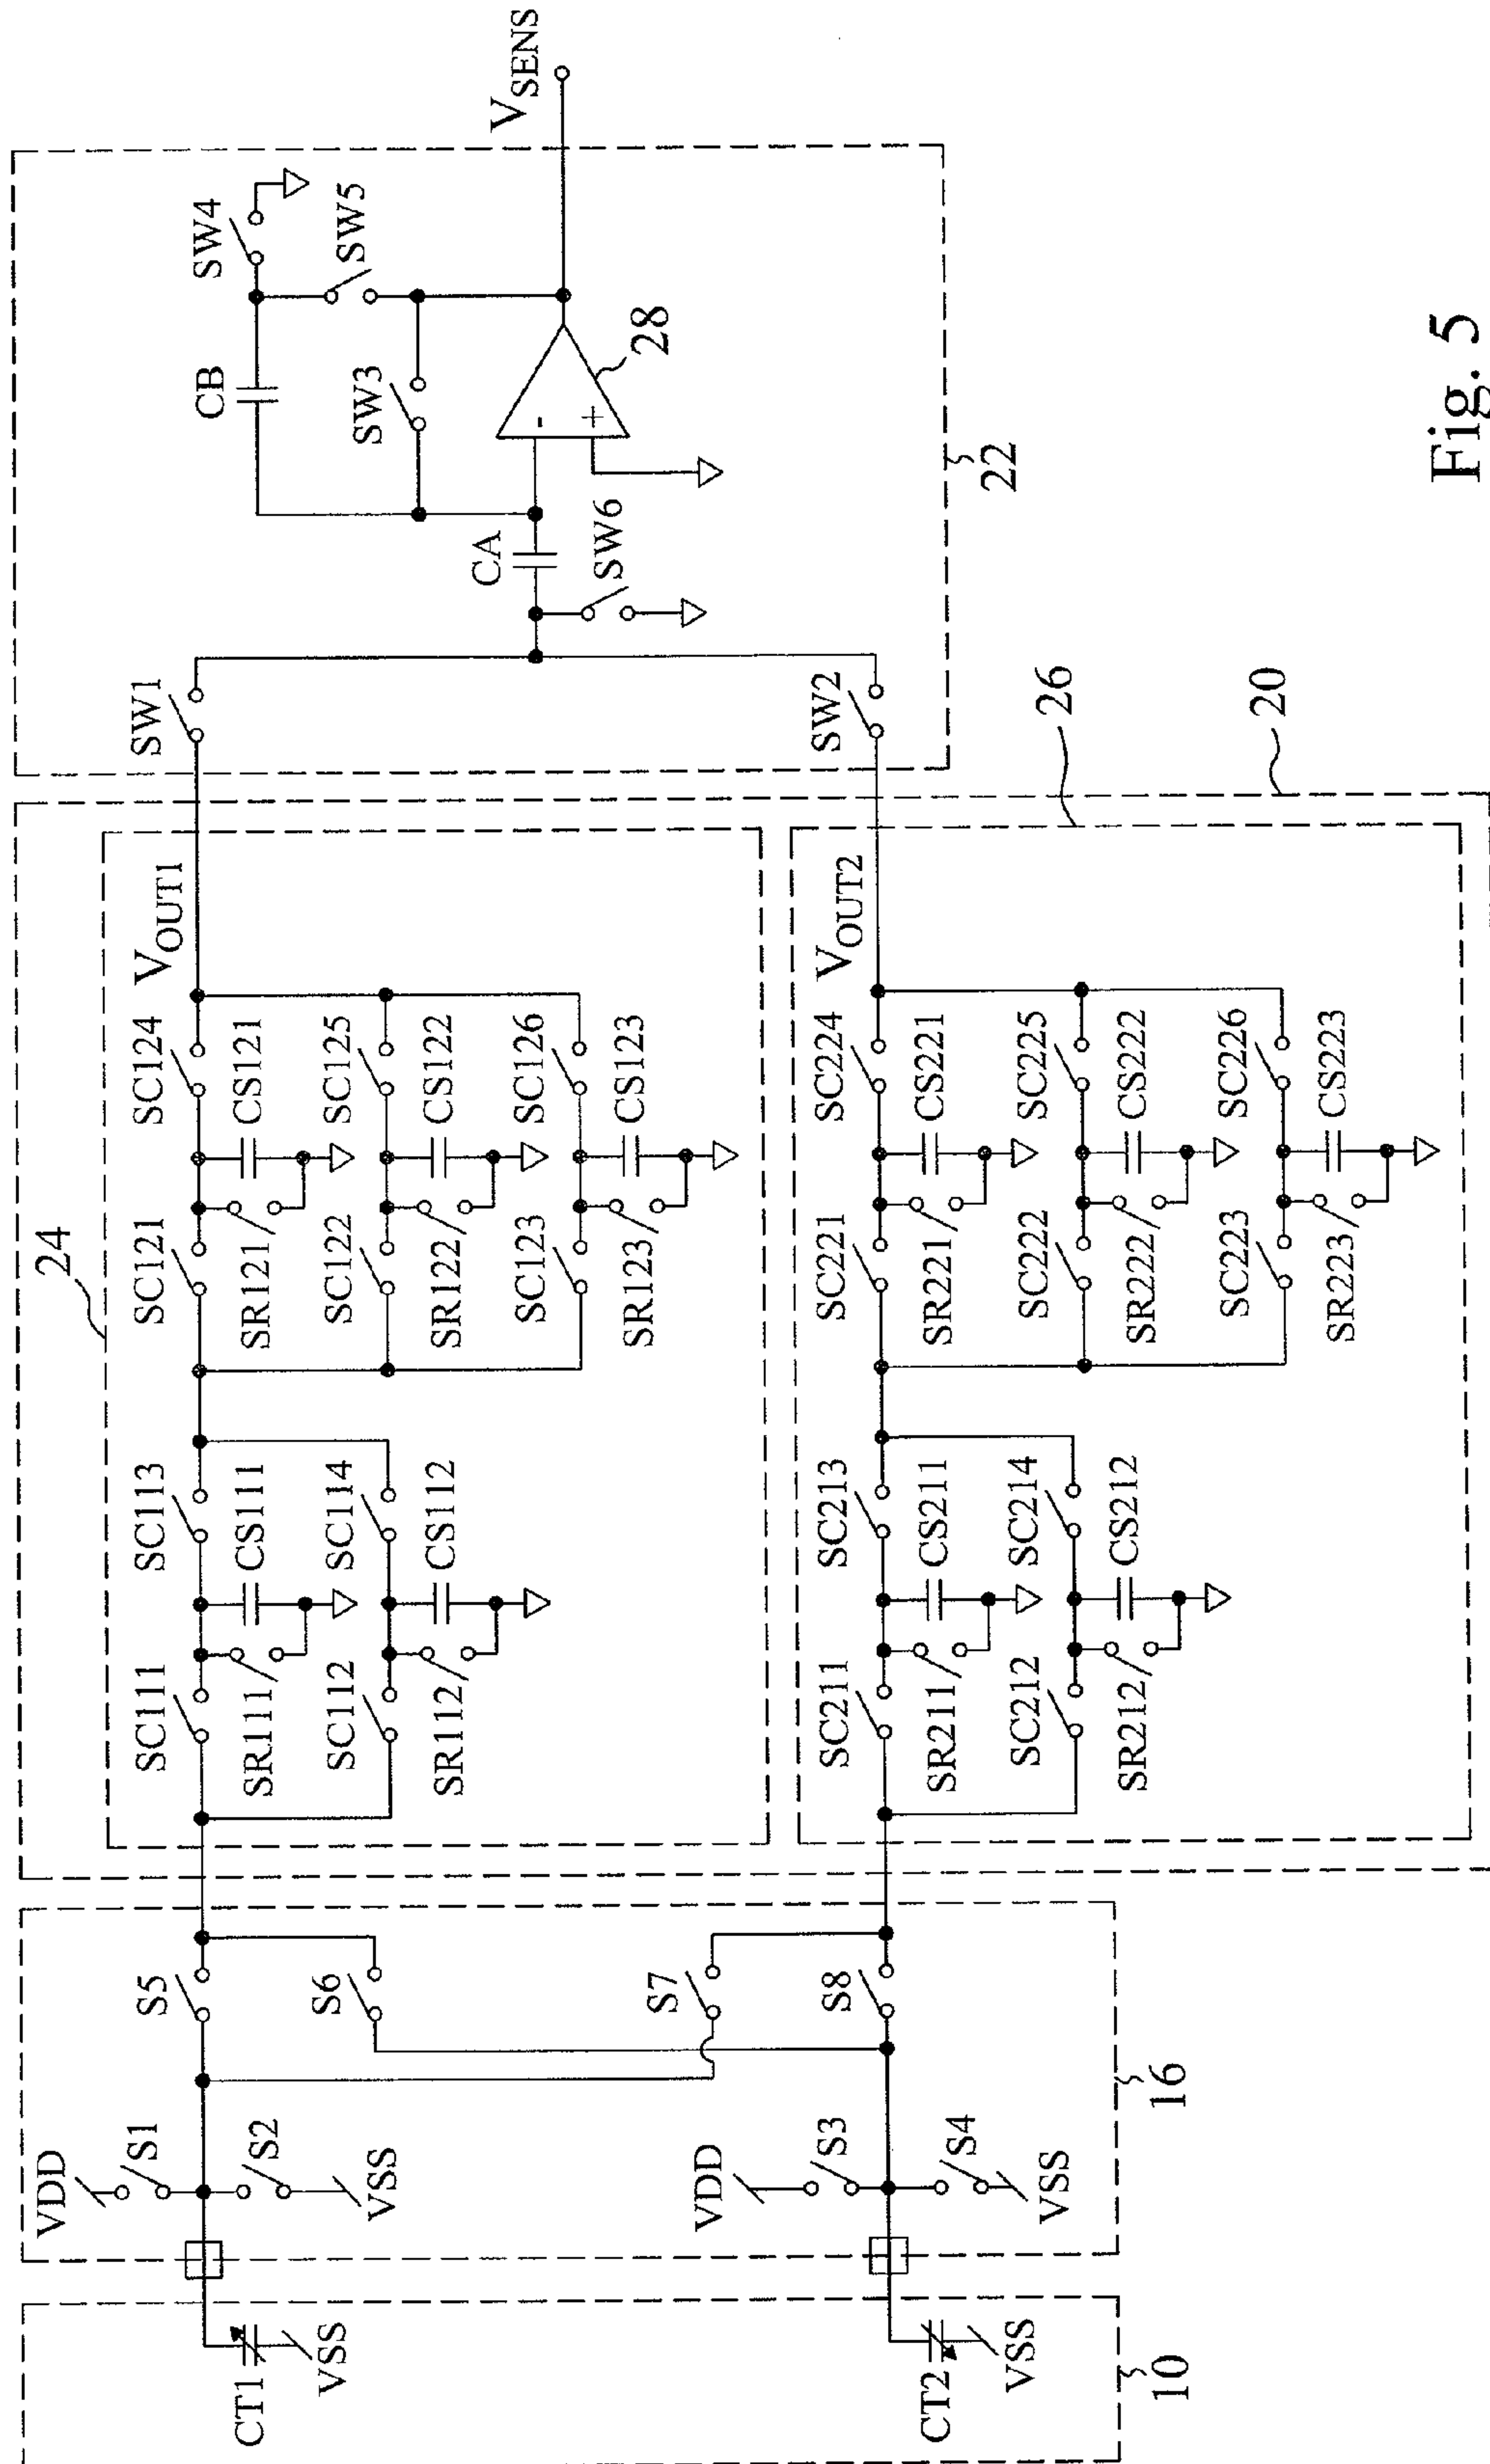 VDD
S1
S2
VSS
CT1
VSS
VDD
S3
S4
VSS
CT2
VSS
10
S5
S6
S7
S8
16
24
SC111
SC113
CS111
SR111
SC112
SC114
CS112
SR112
SC121
SC124
CS121
SR121
SC122
SC125
CS122
SR122
SC123
SC126
CS123
SR123
VOUT1
SC211
SC213
CS211
SR211
SC212
SC214
CS212
SR212
SC221
SC224
CS221
SR221
SC222
SC225
CS222
SR222
SC223
SC226
CS223
SR223
VOUT2
26
20
SW1
SW2
CA
SW6
CB
SW4
SW5
SW3
-
+
28
22
VSENS
Fig. 5